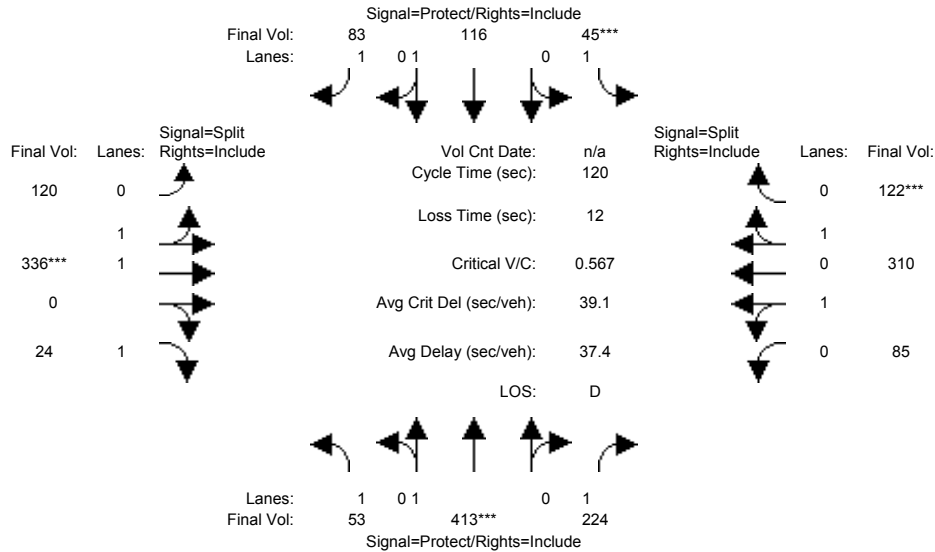 Signal=Protect/Rights=Include
Final Vol: 83 116 45***
Lanes: 1 0 1 0 1
Signal=Split
Final Vol: Lanes: Rights=Include
Vol Cnt Date: n/a
Signal=Split
Rights=Include Lanes: Final Vol:
Cycle Time (sec): 120
120 0
0 122***
Loss Time (sec): 12
1
1
336*** 1
Critical V/C: 0.567
0 310
0
Avg Crit Del (sec/veh): 39.1
1
24 1
Avg Delay (sec/veh): 37.4
0 85
LOS: D
Lanes: 1 0 1 0 1
Final Vol: 53 413*** 224
Signal=Protect/Rights=Include